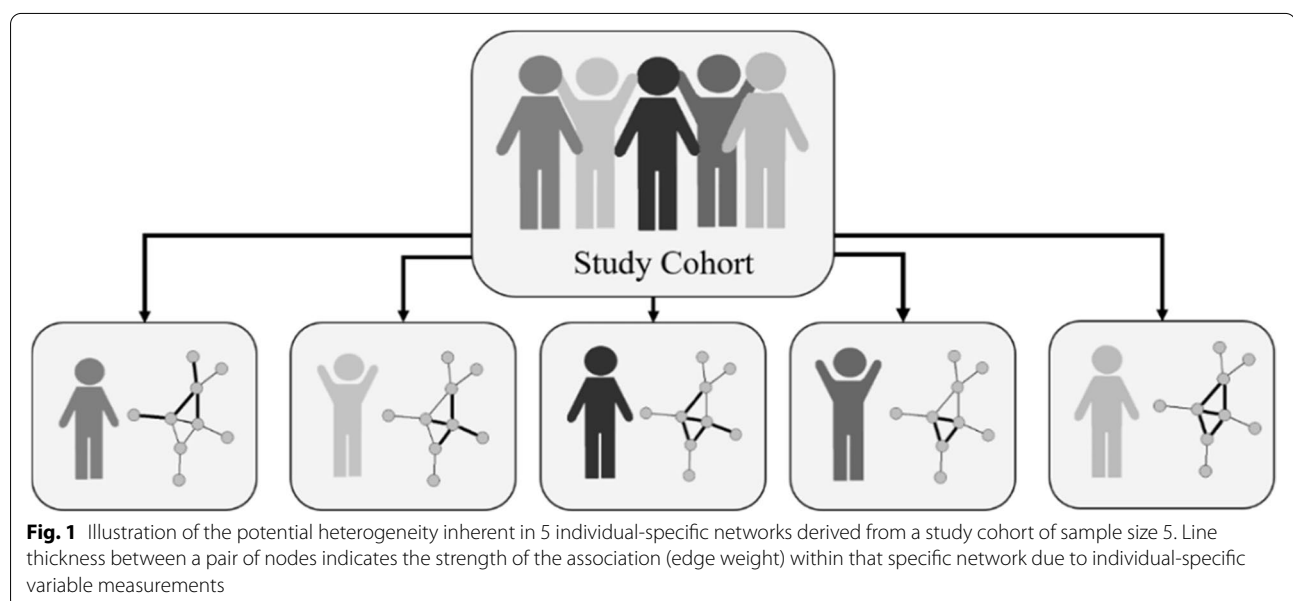 Study Cohort
Fig. 1 Illustration of the potential heterogeneity inherent in 5 individual-specific networks derived from a study cohort of sample size 5. Line
thickness between a pair of nodes indicates the strength of the association (edge weight) within that specific network due to individual-specific
variable measurements